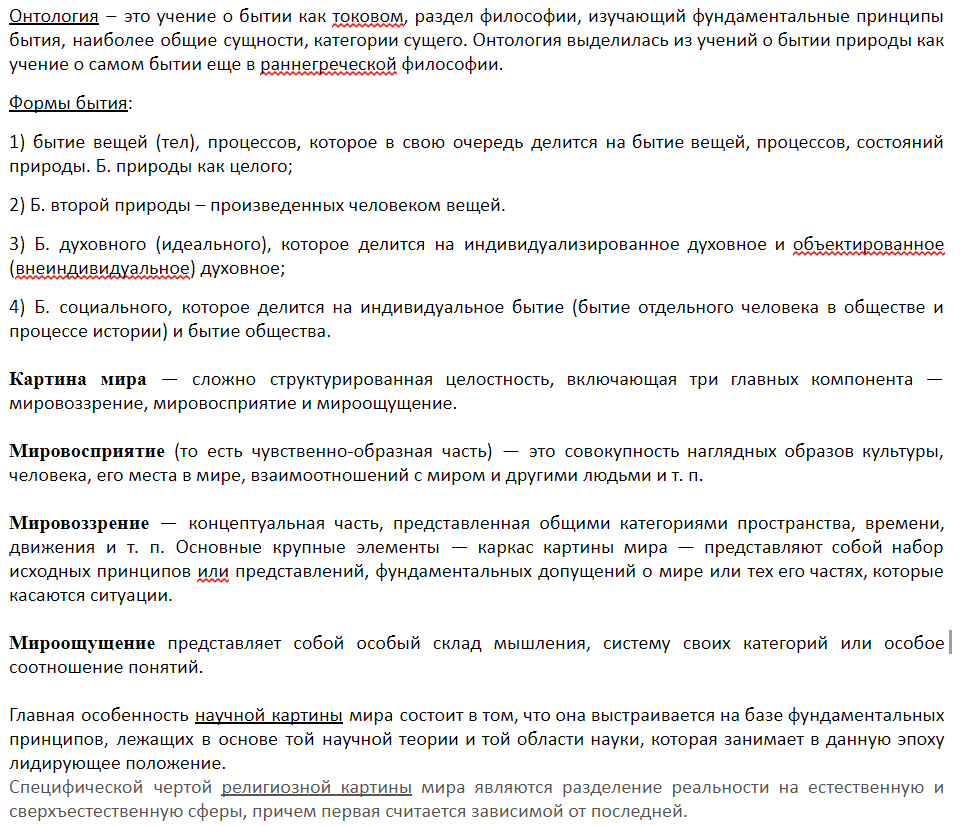 Онтология – это учение о бытии как токовом, раздел философии, изучающий фундаментальные принципы
бытия, наиболее общие сущности, категории сущего. Онтология выделилась из учений о бытии природы как
учение о самом бытии еще в раннегреческой философии.
Формы бытия:
1) бытие вещей (тел), процессов, которое в свою очередь делится на бытие вещей, процессов, состояний
природы. Б. природы как целого;
2) Б. второй природы – произведенных человеком вещей.
3) Б. духовного (идеального), которое делится на индивидуализированное духовное и объектированное
(внеиндивидуальное) духовное;
4) Б. социального, которое делится на индивидуальное бытие (бытие отдельного человека в обществе и
процессе истории) и бытие общества.
Картина мира — сложно структурированная целостность, включающая три главных компонента —
мировоззрение, мировосприятие и мироощущение.
Мировосприятие (то есть чувственно-образная часть) — это совокупность наглядных образов культуры,
человека, его места в мире, взаимоотношений с миром и другими людьми и т. п.
Мировоззрение — концептуальная часть, представленная общими категориями пространства, времени,
движения и т. п. Основные крупные элементы — каркас картины мира — представляют собой набор
исходных принципов или представлений, фундаментальных допущений о мире или тех его частях, которые
касаются ситуации.
Мироощущение представляет собой особый склад мышления, систему своих категорий или особое
соотношение понятий.
Главная особенность научной картины мира состоит в том, что она выстраивается на базе фундаментальных
принципов, лежащих в основе той научной теории и той области науки, которая занимает в данную эпоху
лидирующее положение.
Специфической чертой религиозной картины мира являются разделение реальности на естественную и
сверхъестественную сферы, причем первая считается зависимой от последней.